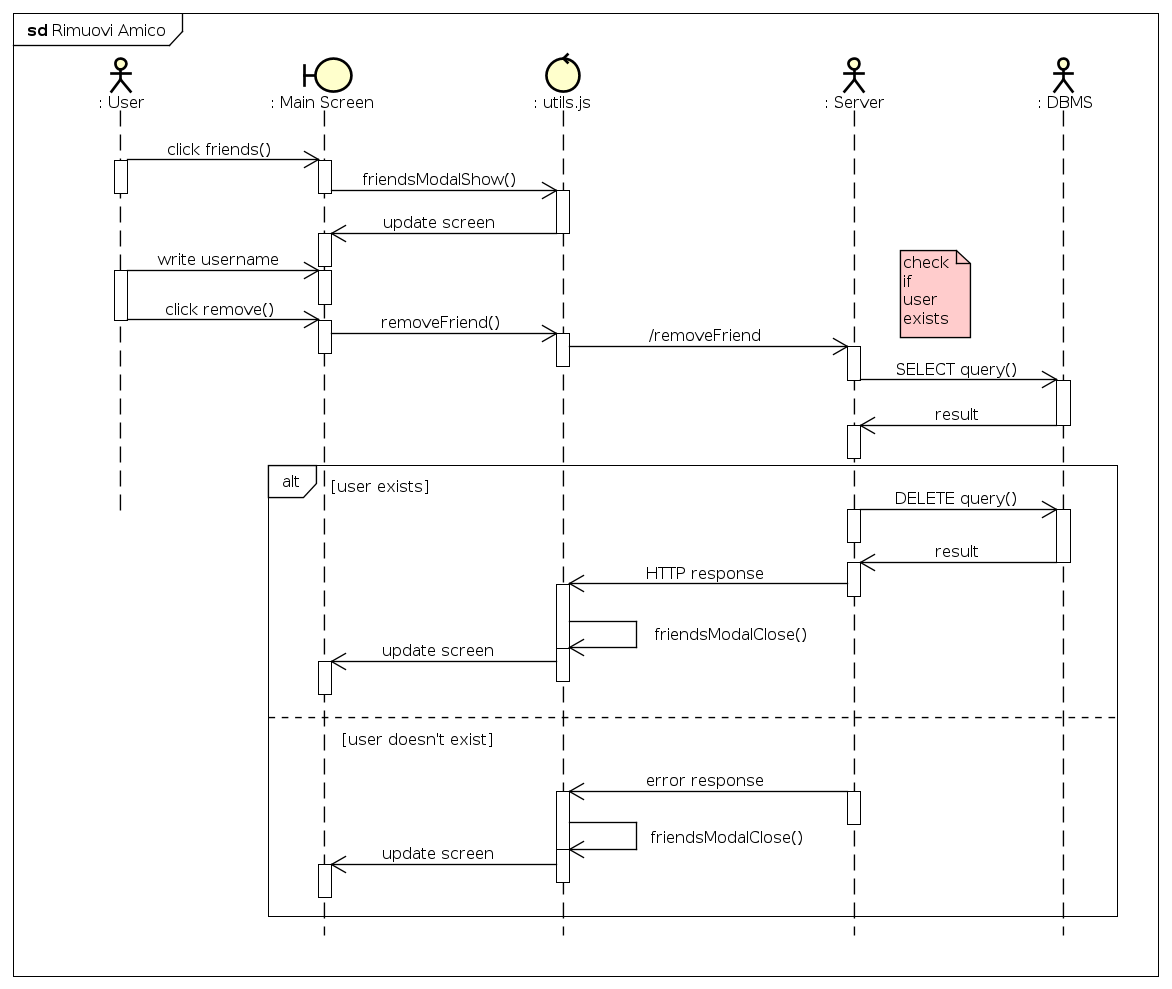 sd Rimuovi Amico
: User
: Main Screen
: utils.js
: Server
: DBMS
click friends()
friendsModalShow()
update screen
write username
check
if
user
exists
click remove()
removeFriend()
/removeFriend
SELECT query()
result
alt
[user exists]
DELETE query()
result
HTTP response
friendsModalClose()
update screen
[user doesn't exist]
error response
friendsModalClose()
update screen